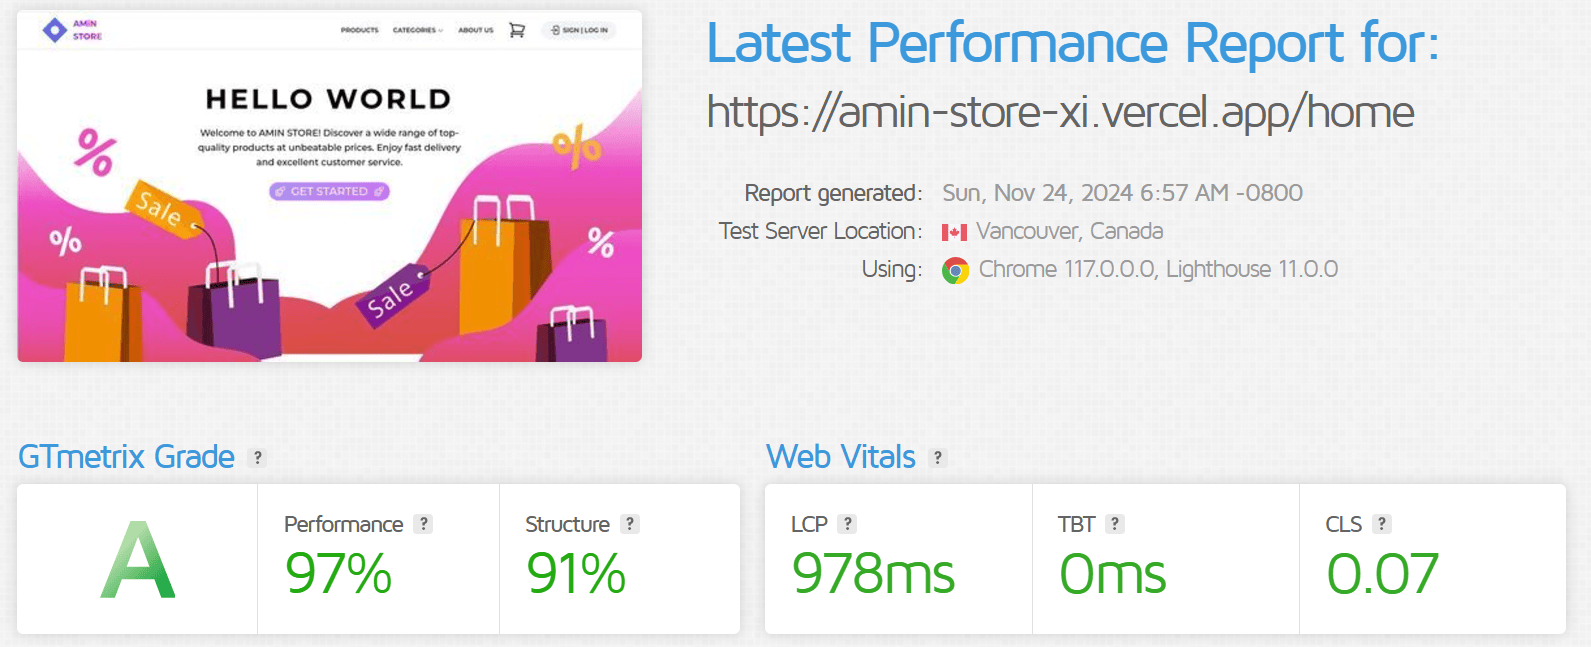 AMIN
STORE
PRODUCTS
CATEGORIES
ABOUT US
SIGN | LOG IN
HELLO WORLD
Welcome to AMIN STORE! Discover a wide range of top-
quality products at unbeatable prices. Enjoy fast delivery
and excellent customer service.
GET STARTED
%
%
%
%
Sale
Sale
Latest Performance Report for:
https://amin-store-xi.vercel.app/home
Report generated: Sun, Nov 24, 2024 6:57 AM -0800
Test Server Location: Vancouver, Canada
Using: Chrome 117.0.0.0, Lighthouse 11.0.0
GTmetrix Grade ?
A
Performance ?
97%
Structure ?
91%
Web Vitals ?
LCP ?
978ms
TBT ?
0ms
CLS ?
0.07